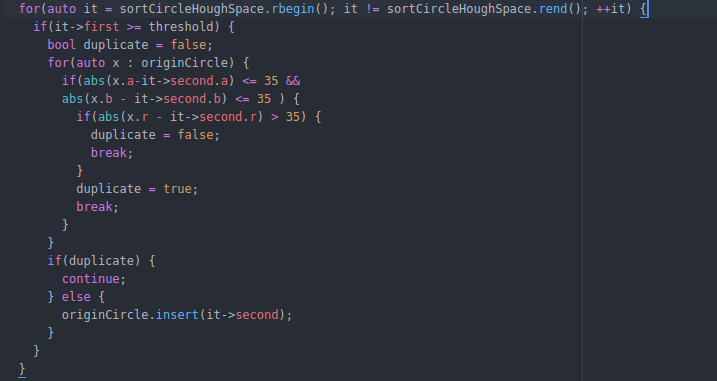 for(auto it = sortCircleHoughSpace.rbegin(); it != sortCircleHoughSpace.rend(); ++it) {
  if(it->first >= threshold) {
    bool duplicate = false;
    for(auto x : originCircle) {
      if(abs(x.a-it->second.a) <= 35 &&
      abs(x.b - it->second.b) <= 35 ) {
        if(abs(x.r - it->second.r) > 35) {
          duplicate = false;
          break;
        }
        duplicate = true;
        break;
      }
    }
    if(duplicate) {
      continue;
    } else {
      originCircle.insert(it->second);
    }
  }
}